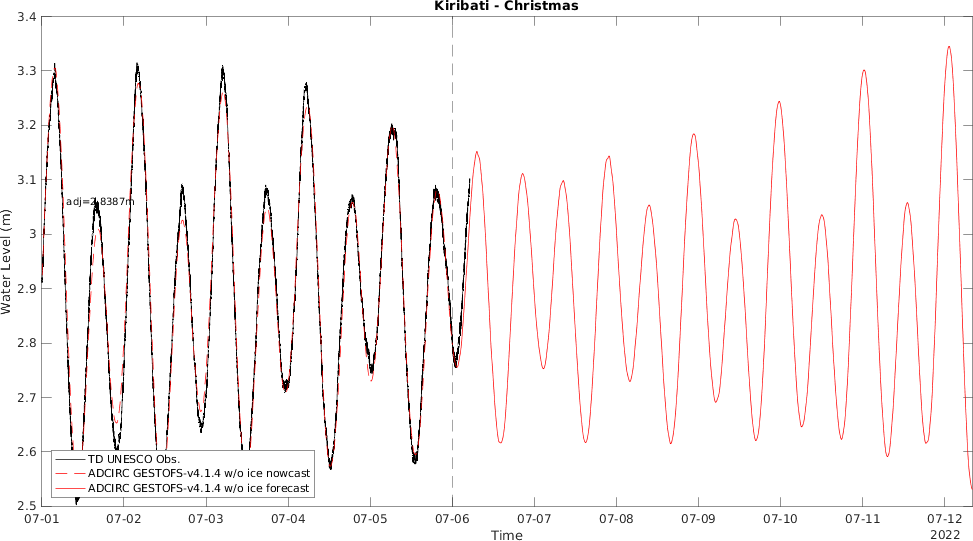 Kiribati - Christmas
3.4
3.3
3.2
3.1
3
2.9
2.8
2.7
2.6
2.5
Water Level (m)
adj=2.8387m
TD UNESCO Obs.
ADCIRC GESTOFS-v4.1.4 w/o ice nowcast
ADCIRC GESTOFS-v4.1.4 w/o ice forecast
07-01 07-02 07-03 07-04 07-05 07-06 07-07 07-08 07-09 07-10 07-11 07-12
Time
2022